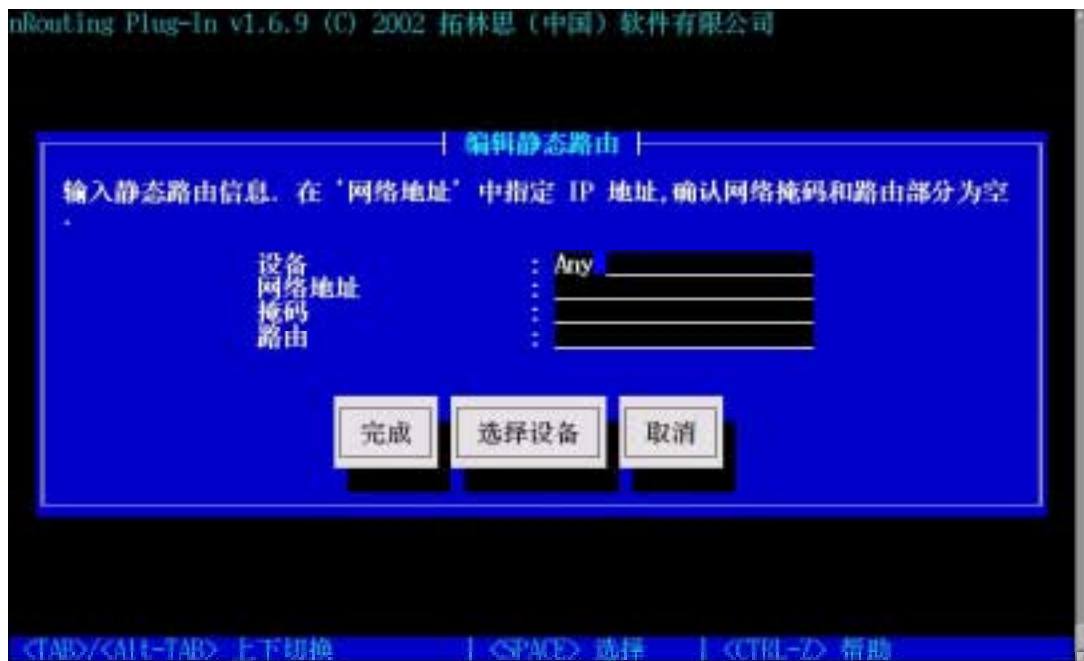 nRouting Plug-In v1.6.9 (C) 2002 拓林思（中国）软件有限公司
编辑静态路由
输入静态路由信息. 在 '网络地址' 中指定 IP 地址,确认网络掩码和路由部分为空
.
设备 : Any
网络地址 :
掩码 :
路由 :
完成 选择设备 取消
<TAB>/<Alt-TAB> 上下切换 | <SPACE> 选择 | <CTRL-Z> 帮助